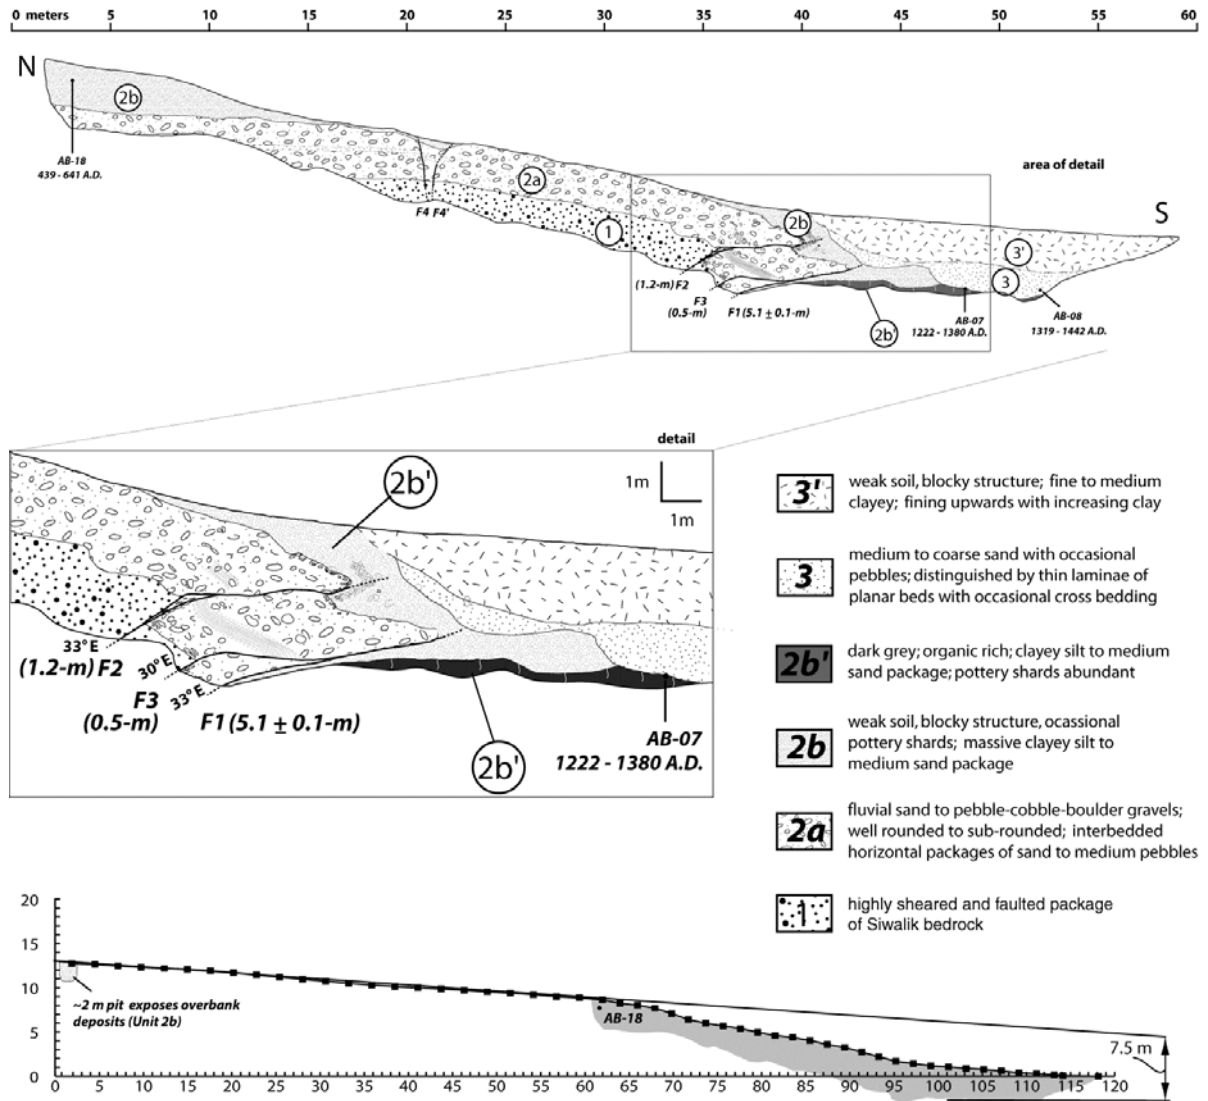 0 meters 5 10 15 20 25 30 35 40 45 50 55 60
N
2b
AB-18
439 - 641 A.D.
area of detail
2a
S
F4 F4'
1
2b
3'
3
(1.2-m) F2
F3
(0.5-m)
F1 (5.1 ± 0.1-m)
2b'
AB-07
1222 - 1380 A.D.
AB-08
1319 - 1442 A.D.
detail
2b'
1m
1m
33° E
(1.2-m) F2
30° E
F3
(0.5-m)
33° E
F1 (5.1 ± 0.1-m)
2b'
AB-07
1222 - 1380 A.D.
3'
weak soil, blocky structure; fine to medium
clayey; fining upwards with increasing clay
3
medium to coarse sand with occasional
pebbles; distinguished by thin laminae of
planar beds with occasional cross bedding
2b'
dark grey; organic rich; clayey silt to medium
sand package; pottery shards abundant
2b
weak soil, blocky structure, ocassional
pottery shards; massive clayey silt to
medium sand package
2a
fluvial sand to pebble-cobble-boulder gravels;
well rounded to sub-rounded; interbedded
horizontal packages of sand to medium pebbles
1
highly sheared and faulted package
of Siwalik bedrock
20
15
10
5
0
~2 m pit exposes overbank
deposits (Unit 2b)
AB-18
7.5 m
0 5 10 15 20 25 30 35 40 45 50 55 60 65 70 75 80 85 90 95 100 105 110 115 120